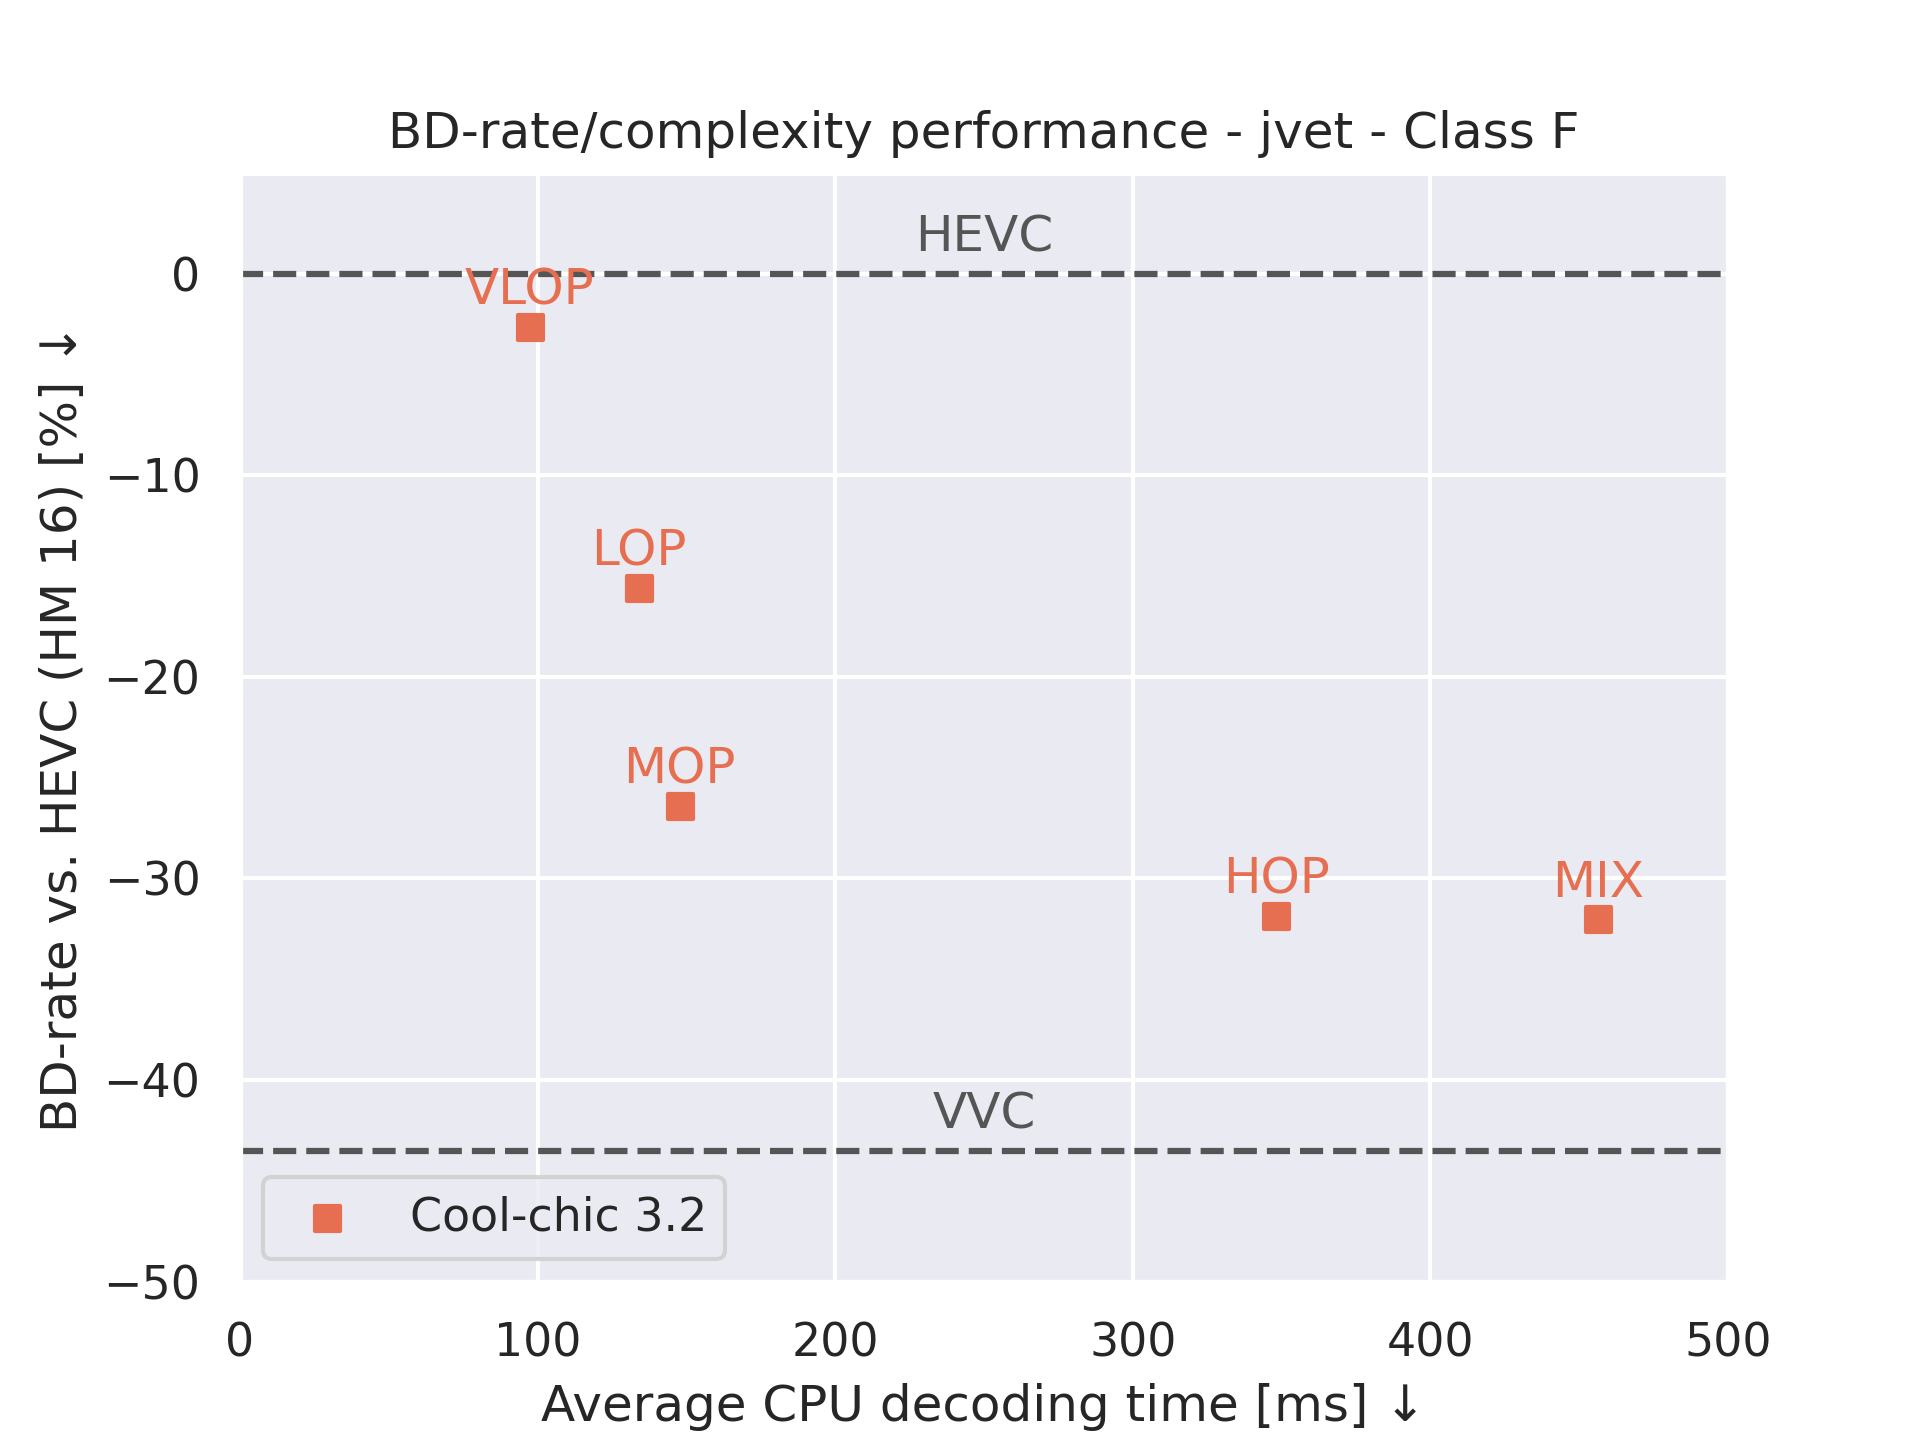 BD-rate/complexity performance - jvet - Class F
BD-rate vs. HEVC (HM 16) [%] ↓
0
−10
−20
−30
−40
−50
HEVC
VLOP
LOP
MOP
HOP
MIX
VVC
Cool-chic 3.2
0 100 200 300 400 500
Average CPU decoding time [ms] ↓